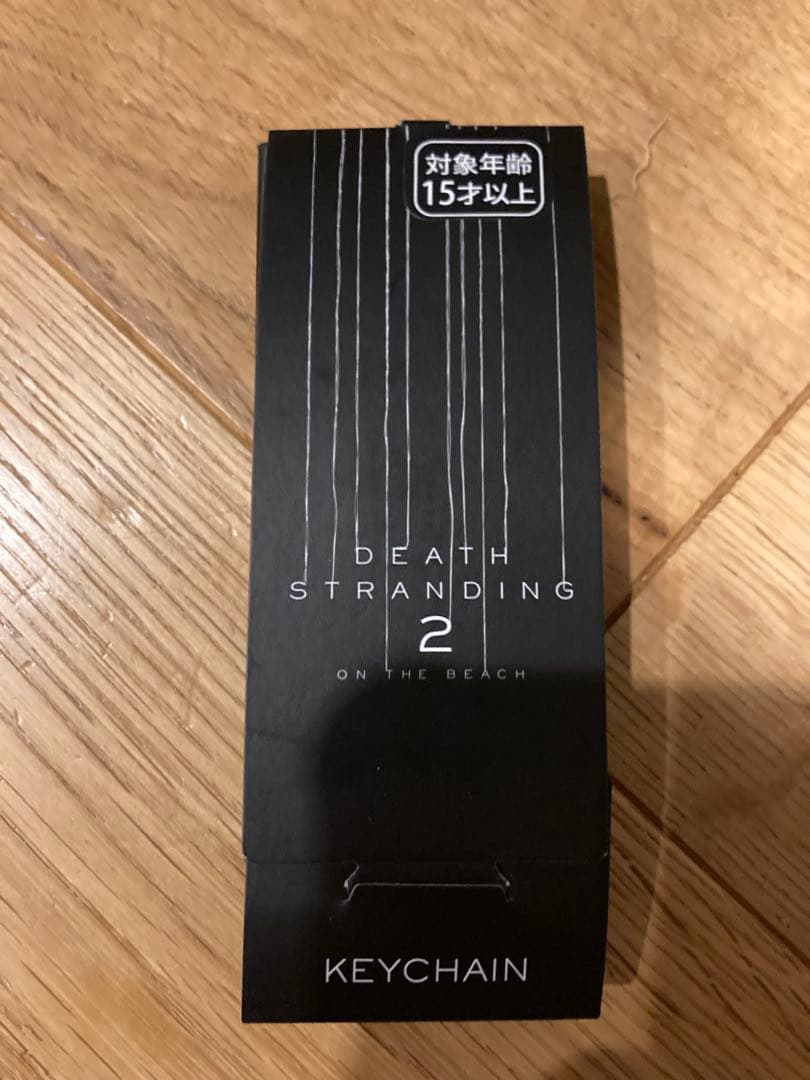 対象年齢
15才以上
DEATH
STRANDING
2
ON THE BEACH
KEYCHAIN